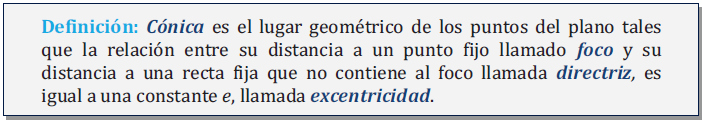 Definición: Cónica es el lugar geométrico de los puntos del plano tales
que la relación entre su distancia a un punto fijo llamado foco y su
distancia a una recta fija que no contiene al foco llamada directriz, es
igual a una constante e, llamada excentricidad.